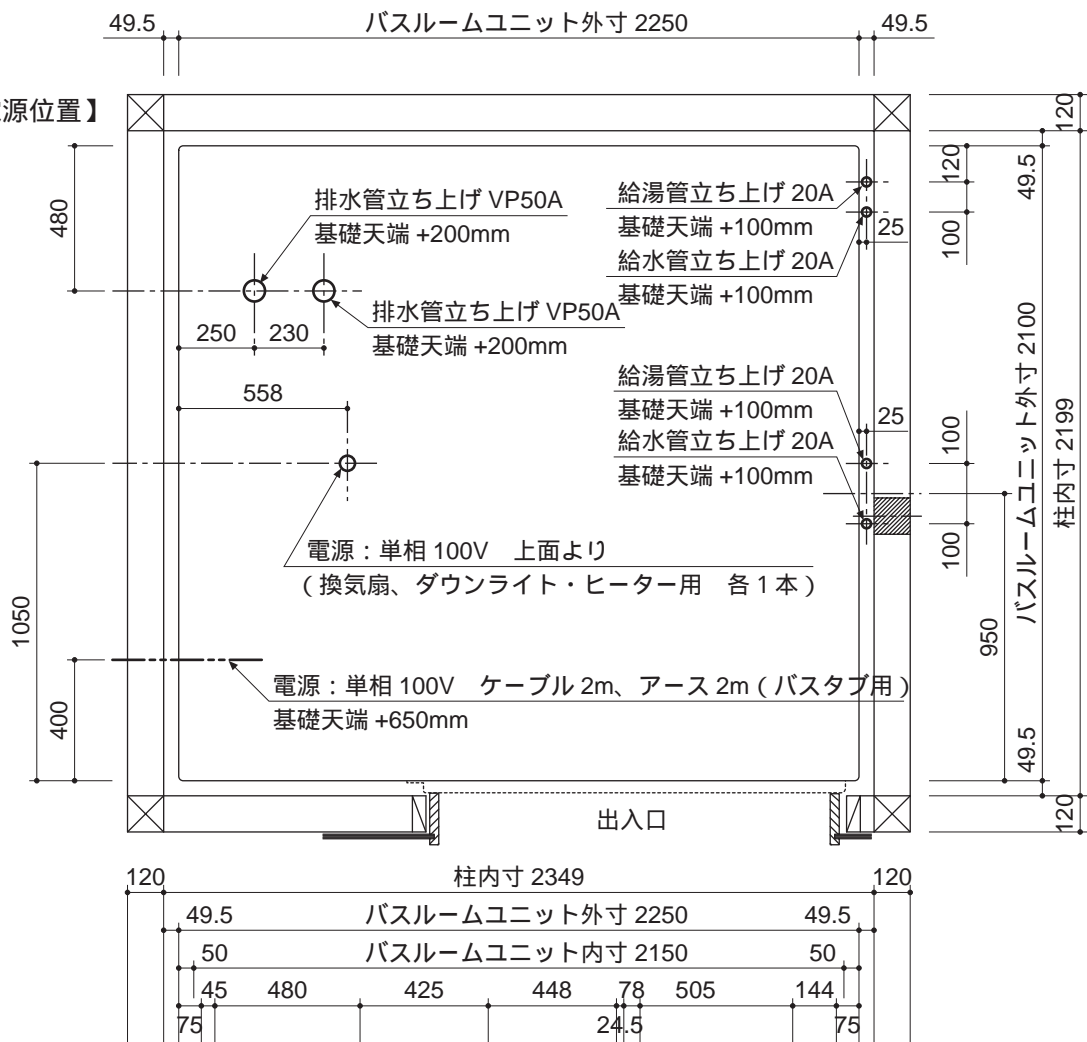 49.5 バスルームユニット外寸 2250 49.5
源位置】
120
49.5
120
480
排水管立ち上げ VP50A
基礎天端 +200mm
給湯管立ち上げ 20A
基礎天端 +100mm
25
100
給水管立ち上げ 20A
基礎天端 +100mm
排水管立ち上げ VP50A
基礎天端 +200mm
250 230
558
給湯管立ち上げ 20A
基礎天端 +100mm
25
100
給水管立ち上げ 20A
基礎天端 +100mm
100
バスルームユニット外寸 2100
柱内寸 2199
電源：単相 100V 上面より
（換気扇、ダウンライト・ヒーター用 各 1 本）
1050
950
電源：単相 100V ケーブル 2m、アース 2m（バスタブ用）
基礎天端 +650mm
400
49.5
出入口
120
120 柱内寸 2349 120
49.5 バスルームユニット外寸 2250 49.5
50 バスルームユニット内寸 2150 50
45 480 425 448 78 505 144
75 24.5 75